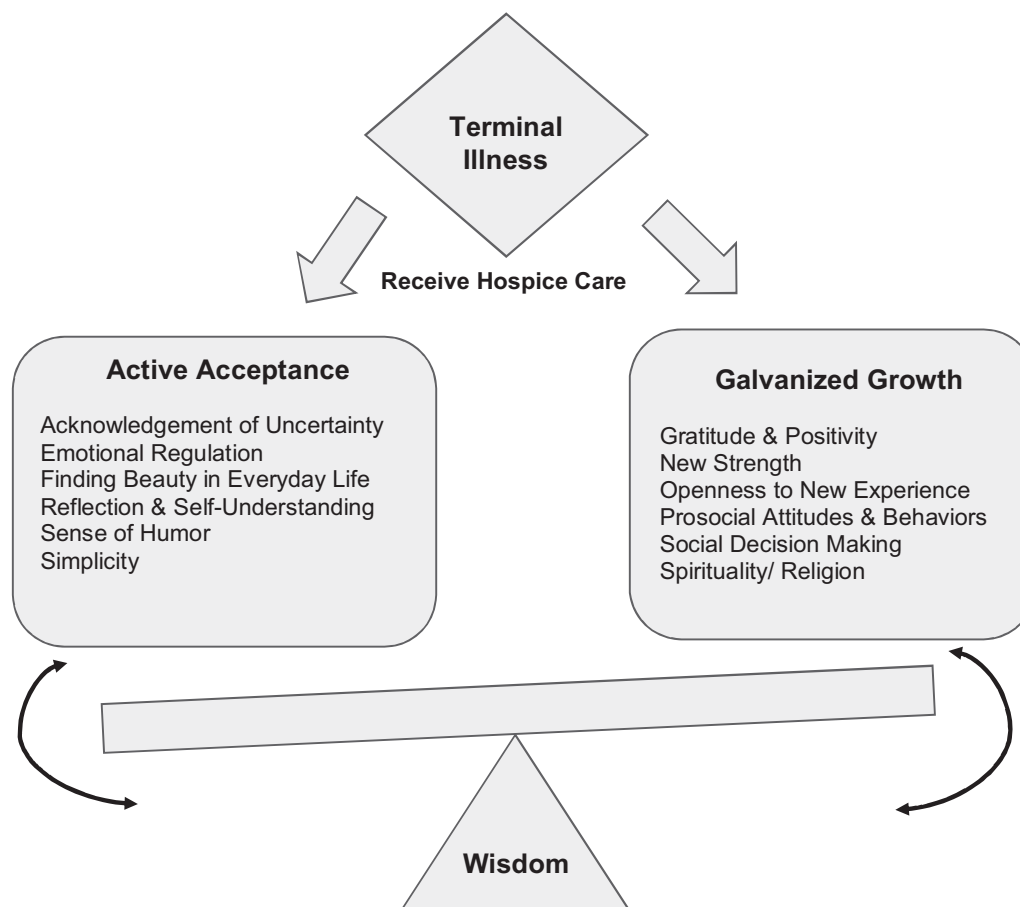 Terminal
Illness
Receive Hospice Care
Active Acceptance
Acknowledgement of Uncertainty
Emotional Regulation
Finding Beauty in Everyday Life
Reflection & Self-Understanding
Sense of Humor
Simplicity
Galvanized Growth
Gratitude & Positivity
New Strength
Openness to New Experience
Prosocial Attitudes & Behaviors
Social Decision Making
Spirituality/ Religion
Wisdom